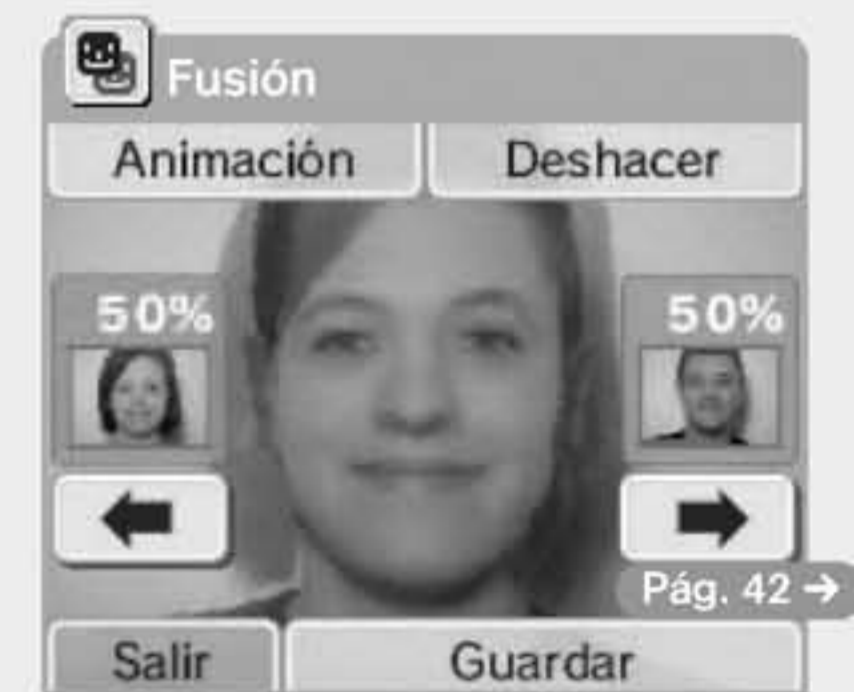 Fusión
Animación Deshacer
50% 50%
Pág. 42 →
Salir Guardar